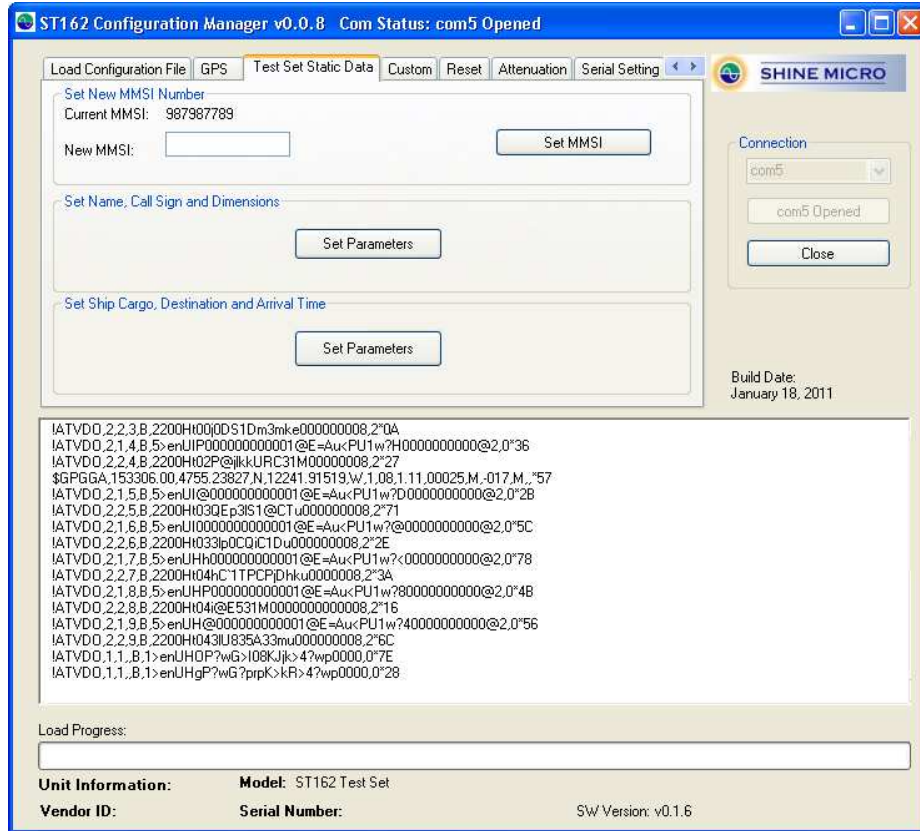 ST162 Configuration Manager v0.0.8 Com Status: com5 Opened
Load Configuration File GPS Test Set Static Data Custom Reset Attenuation Serial Setting
SHINE MICRO
Set New MMSI Number
Current MMSI: 987987789
New MMSI:
Set MMSI
Set Name, Call Sign and Dimensions
Set Parameters
Set Ship Cargo, Destination and Arrival Time
Set Parameters
Connection
com5
com5 Opened
Close
Build Date:
January 18, 2011
!ATVDO,2,2,3,B,2200Ht00j0DS1Dm3mke000000008,2*0A
!ATVDO,2,1,4,B,5>enUIP000000000001@E=Au<PU1w?H0000000000@2,0*36
!ATVDO,2,2,4,B,2200Ht02P@jlkkURC31M00000008,2*27
$GPGGA,153306.00,4755.23827,N,12241.91519,W,1,08,1.11,00025,M,-017,M,,*57
!ATVDO,2,1,5,B,5>enUI@000000000001@E=Au<PU1w?D0000000000@2,0*2B
!ATVDO,2,2,5,B,2200Ht03QEp3lS1@CTu000000008,2*71
!ATVDO,2,1,6,B,5>enUI0000000000001@E=Au<PU1w?@0000000000@2,0*5C
!ATVDO,2,2,6,B,2200Ht033lp0CQiC1Du000000008,2*2E
!ATVDO,2,1,7,B,5>enUHh000000000001@E=Au<PU1w?<0000000000@2,0*78
!ATVDO,2,2,7,B,2200Ht04hC`1TPCPjDhku0000008,2*3A
!ATVDO,2,1,8,B,5>enUHP000000000001@E=Au<PU1w?80000000000@2,0*4B
!ATVDO,2,2,8,B,2200Ht04i@E531M0000000000008,2*16
!ATVDO,2,1,9,B,5>enUH@000000000001@E=Au<PU1w?40000000000@2,0*56
!ATVDO,2,2,9,B,2200Ht043lU835A33mu000000008,2*6C
!ATVDO,1,1,,B,1>enUHOP?wG>l08KJjk>4?wp0000,0*7E
!ATVDO,1,1,,B,1>enUHgP?wG?prpK>kR>4?wp0000,0*28
Load Progress:
Unit Information: Model: ST162 Test Set
Vendor ID: Serial Number: SW Version: v0.1.6